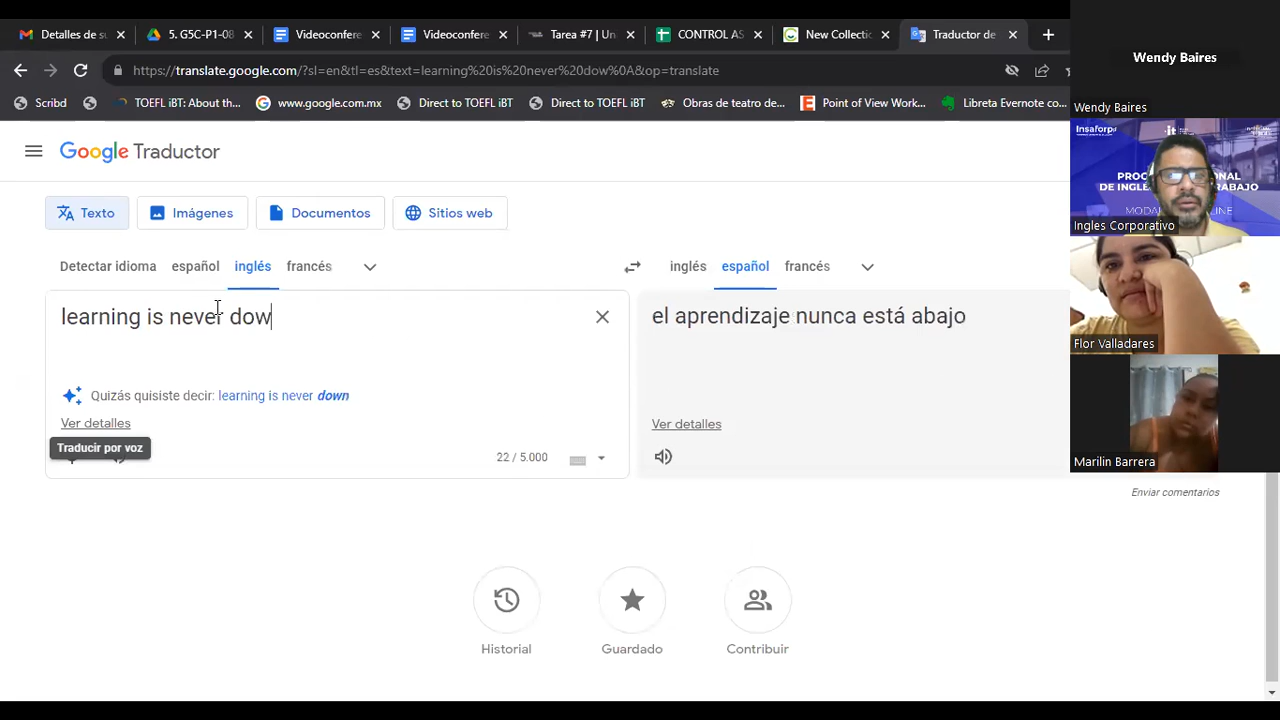 Detalles de su
5. G5C-P1-08
Videoconfere
Videoconfere
Tarea #7 | Un
CONTROL AS
New Collectio
Traductor de
https://translate.google.com/?sl=en&tl=es&text=learning%20is%20never%20dow%0A&op=translate
Scribd
TOEFL iBT: About th...
www.google.com.mx
Direct to TOEFL iBT
Direct to TOEFL iBT
Obras de teatro de...
Point of View Work...
Libreta Evernote co...
Google Traductor
Texto
Imágenes
Documentos
Sitios web
Detectar idioma
español
inglés
francés
inglés
español
francés
learning is never dow
el aprendizaje nunca está abajo
Quizás quisiste decir: learning is never down
Ver detalles
Ver detalles
Traducir por voz
22 / 5.000
Enviar comentarios
Historial
Guardado
Contribuir
Wendy Baires
Wendy Baires
Insaforp
·it
Ingles Corporativo
Flor Valladares
Marilin Barrera